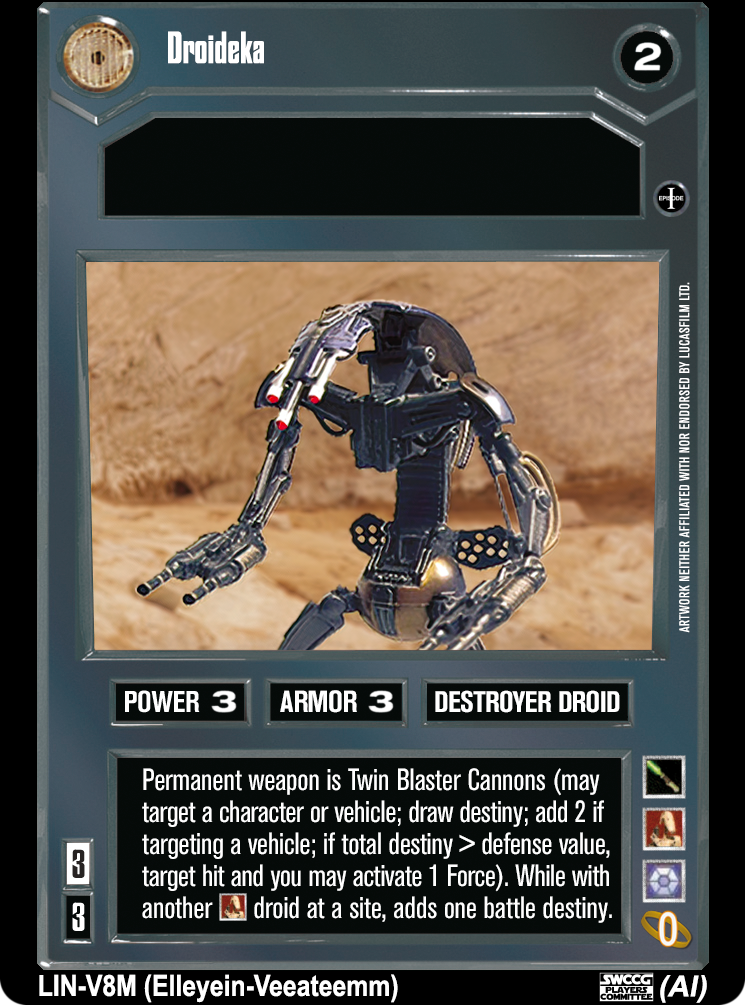 Droideka
2
EPISODE I
ARTWORK NEITHER AFFILIATED WITH NOR ENDORSED BY LUCASFILM LTD.
POWER 3 ARMOR 3 DESTROYER DROID
Permanent weapon is Twin Blaster Cannons (may
target a character or vehicle; draw destiny; add 2 if
targeting a vehicle; if total destiny > defense value,
target hit and you may activate 1 Force). While with
another droid at a site, adds one battle destiny.
3
3
0
LIN-V8M (Elleyein-Veeateemm)
SWCCG
PLAYERS
COMMITTEE
(AI)